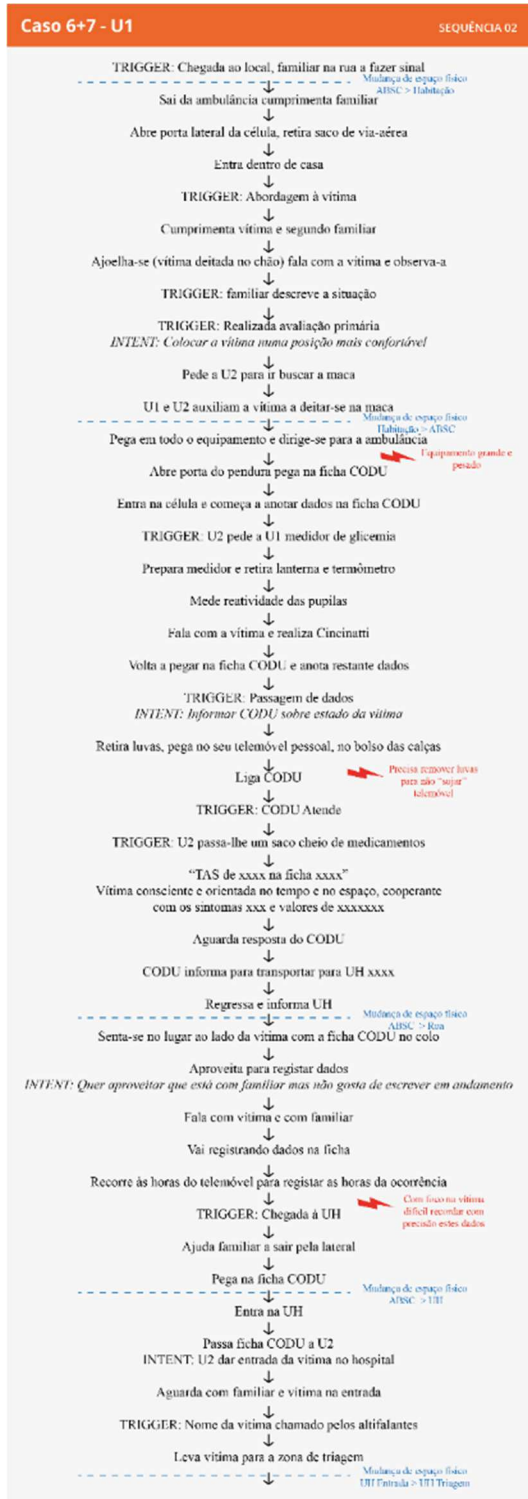 Caso 6+7 - U1
SEQUÊNCIA 02
TRIGGER: Chegada ao local, familiar na rua a fazer sinal
Mudança de espaço físico
ABSC > Habitação
Sai da ambulância cumprimenta familiar
Abre porta lateral da célula, retira saco de via-aérea
Entra dentro de casa
TRIGGER: Abordagem à vítima
Cumprimenta vítima e segundo familiar
Ajoelha-se (vítima deitada no chão) fala com a vítima e observa-a
TRIGGER: familiar descreve a situação
TRIGGER: Realizada avaliação primária
INTENT: Colocar a vítima numa posição mais confortável
Pede a U2 para ir buscar a maca
U1 e U2 auxiliam a vítima a deitar-se na maca
Mudança de espaço físico
Habitação > ABSC
Pega em todo o equipamento e dirige-se para a ambulância
Equipamento grande e
pesado
Abre porta do pendura pega na ficha CODU
Entra na célula e começa a anotar dados na ficha CODU
TRIGGER: U2 pede a U1 medidor de glicemia
Prepara medidor e retira lanterna e termômetro
Mede reatividade das pupilas
Fala com a vítima e realiza Cincinatti
Volta a pegar na ficha CODU e anota restante dados
TRIGGER: Passagem de dados
INTENT: Informar CODU sobre estado da vítima
Retira luvas, pega no seu telemóvel pessoal, no bolso das calças
Liga CODU
Precisa remover luvas
para não "sujar"
telemóvel
TRIGGER: CODU Atende
TRIGGER: U2 passa-lhe um saco cheio de medicamentos
"TAS de xxxx na ficha xxxx"
Vítima consciente e orientada no tempo e no espaço, cooperante
com os sintomas xxx e valores de xxxxxxx
Aguarda resposta do CODU
CODU informa para transportar para UH xxxx
Regressa e informa UH
Mudança de espaço físico
ABSC > Rua
Senta-se no lugar ao lado da vítima com a ficha CODU no colo
Aproveita para registar dados
INTENT: Quer aproveitar que está com familiar mas não gosta de escrever em andamento
Fala com vítima e com familiar
Vai registrando dados na ficha
Recorre às horas do telemóvel para registar as horas da ocorrência
Com foco na vítima
difícil recordar com
precisão estes dados
TRIGGER: Chegada à UH
Ajuda familiar a sair pela lateral
Pega na ficha CODU
Mudança de espaço físico
ABSC > UH
Entra na UH
Passa ficha CODU a U2
INTENT: U2 dar entrada da vítima no hospital
Aguarda com familiar e vítima na entrada
TRIGGER: Nome da vítima chamado pelos altifalantes
Leva vítima para a zona de triagem
Mudança de espaço físico
UH Entrada > UH Triagem